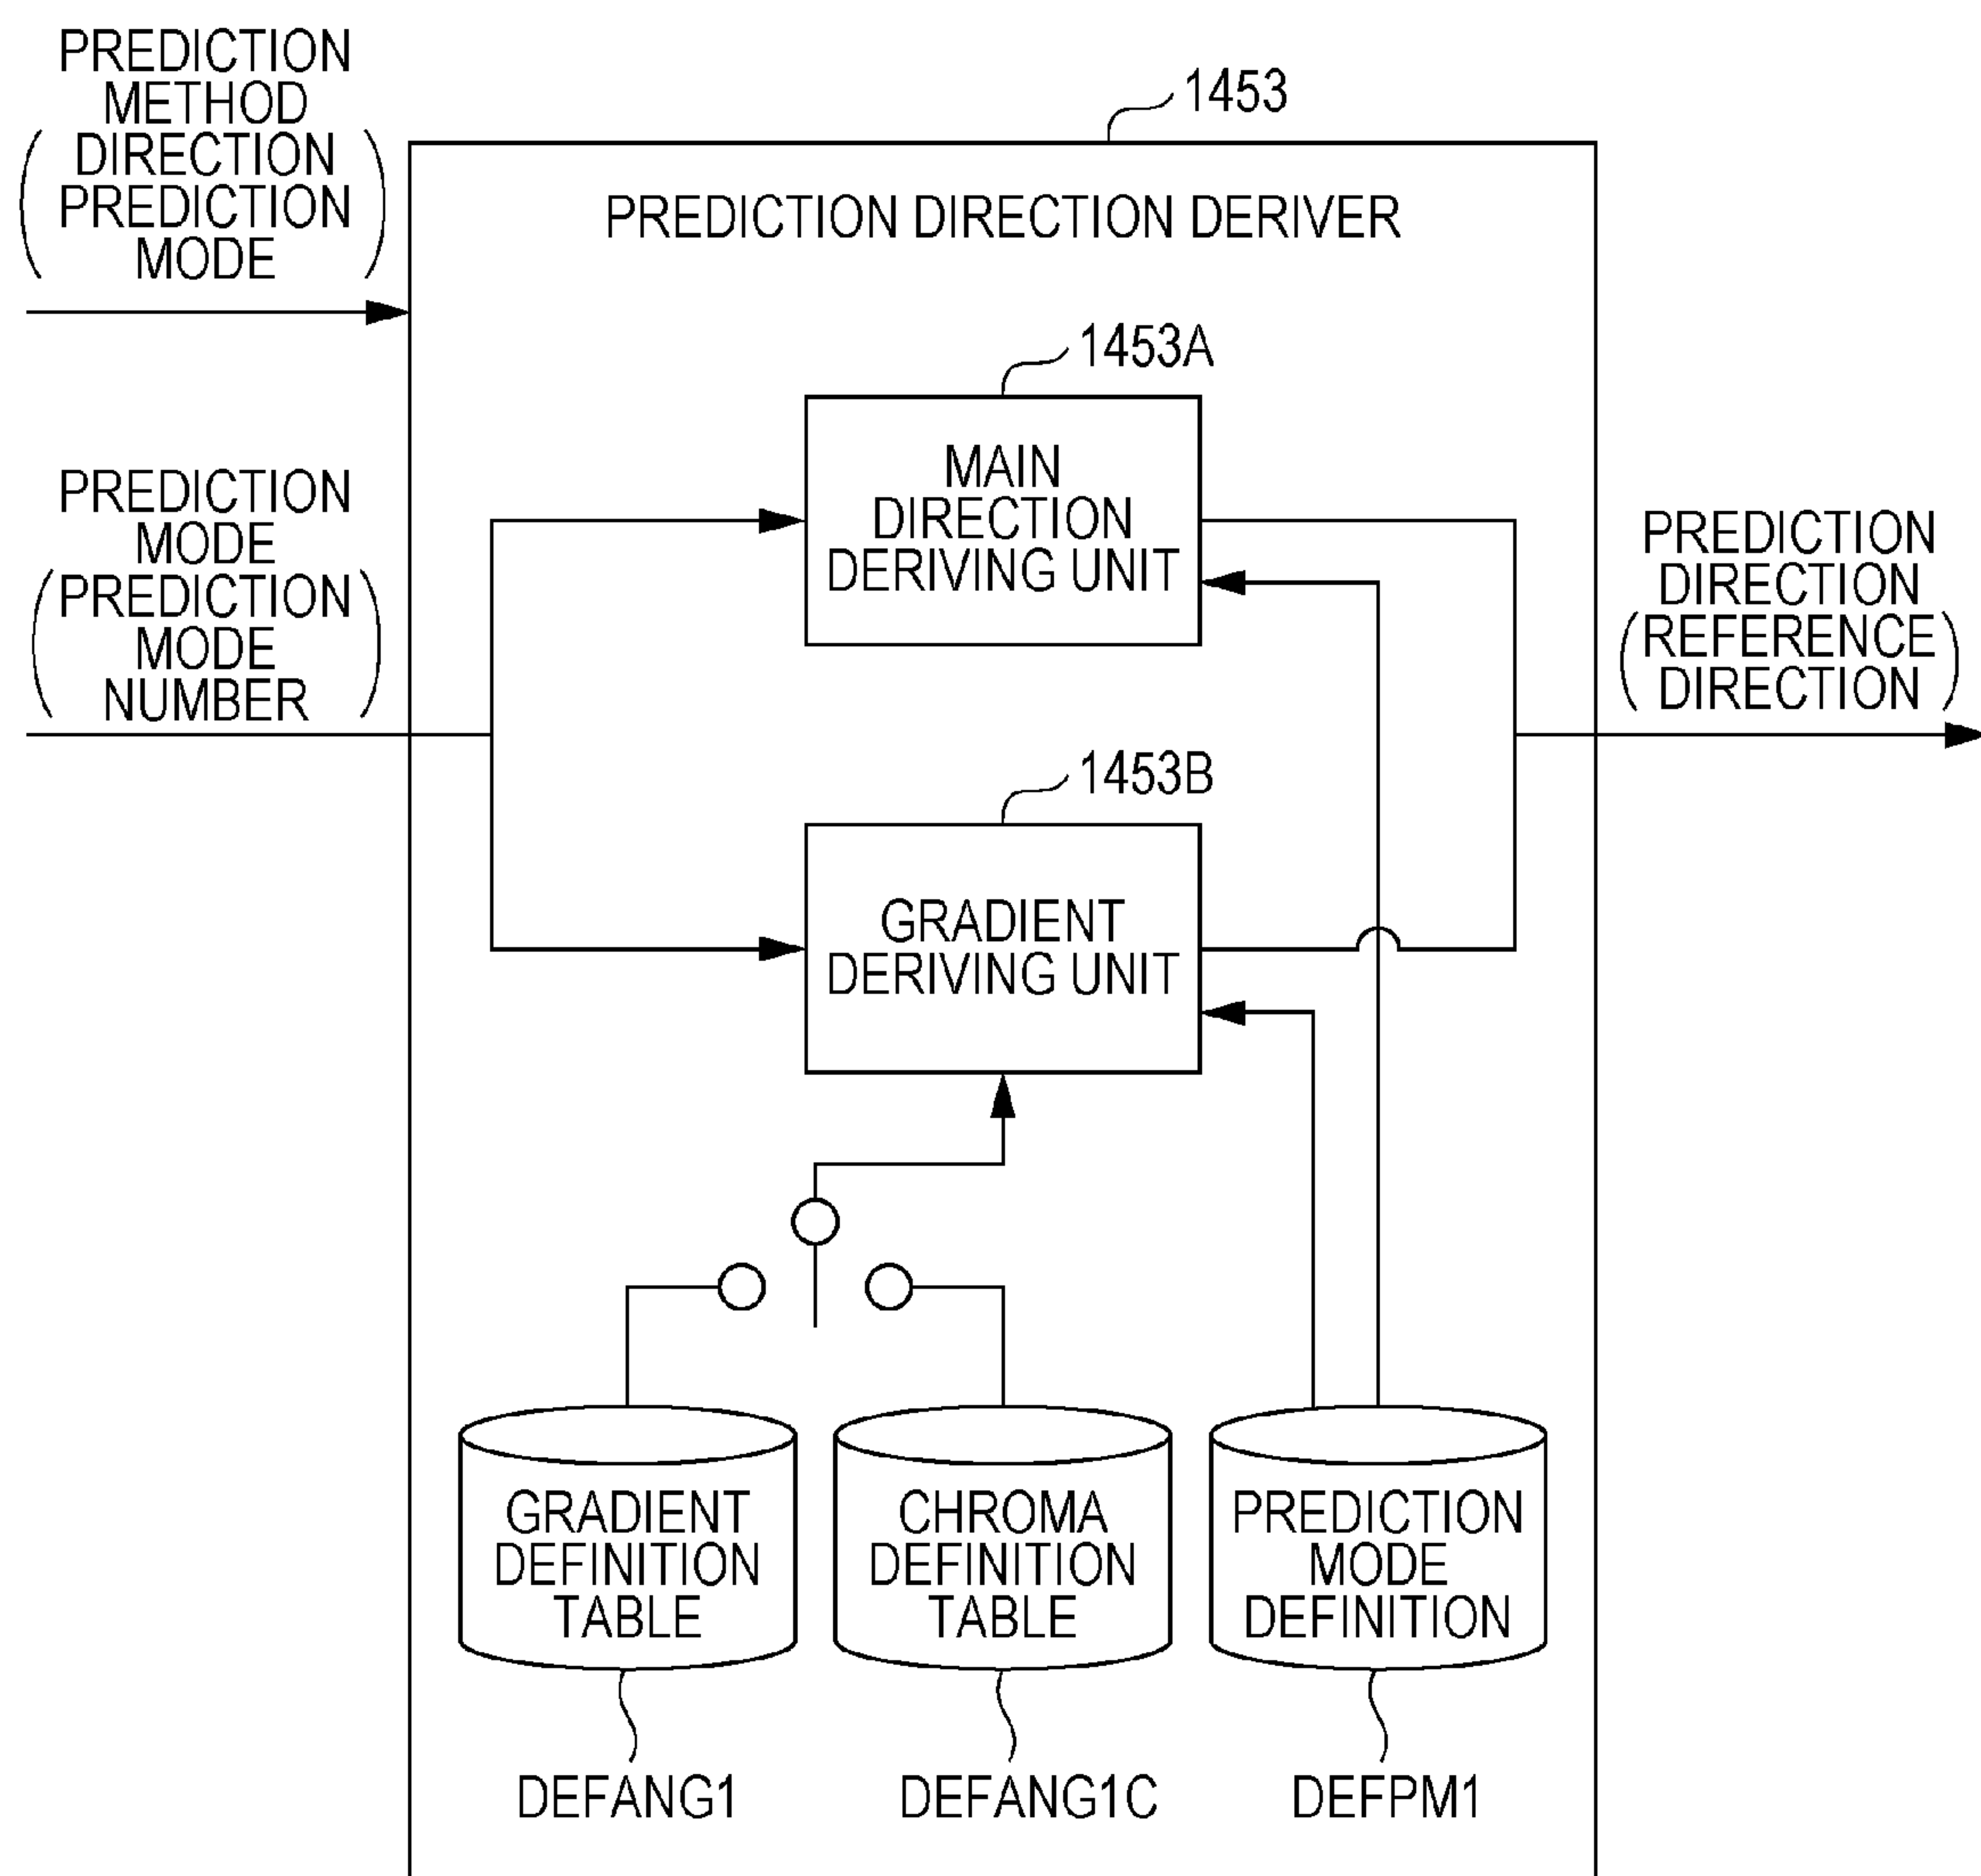 PREDICTION
METHOD
(DIRECTION
PREDICTION
MODE)
1453
PREDICTION DIRECTION DERIVER
1453A
MAIN
DIRECTION
DERIVING UNIT
PREDICTION
MODE
(PREDICTION
MODE
NUMBER)
PREDICTION
DIRECTION
(REFERENCE
DIRECTION)
1453B
GRADIENT
DERIVING UNIT
GRADIENT
DEFINITION
TABLE
CHROMA
DEFINITION
TABLE
PREDICTION
MODE
DEFINITION
DEFANG1
DEFANG1C
DEFPM1